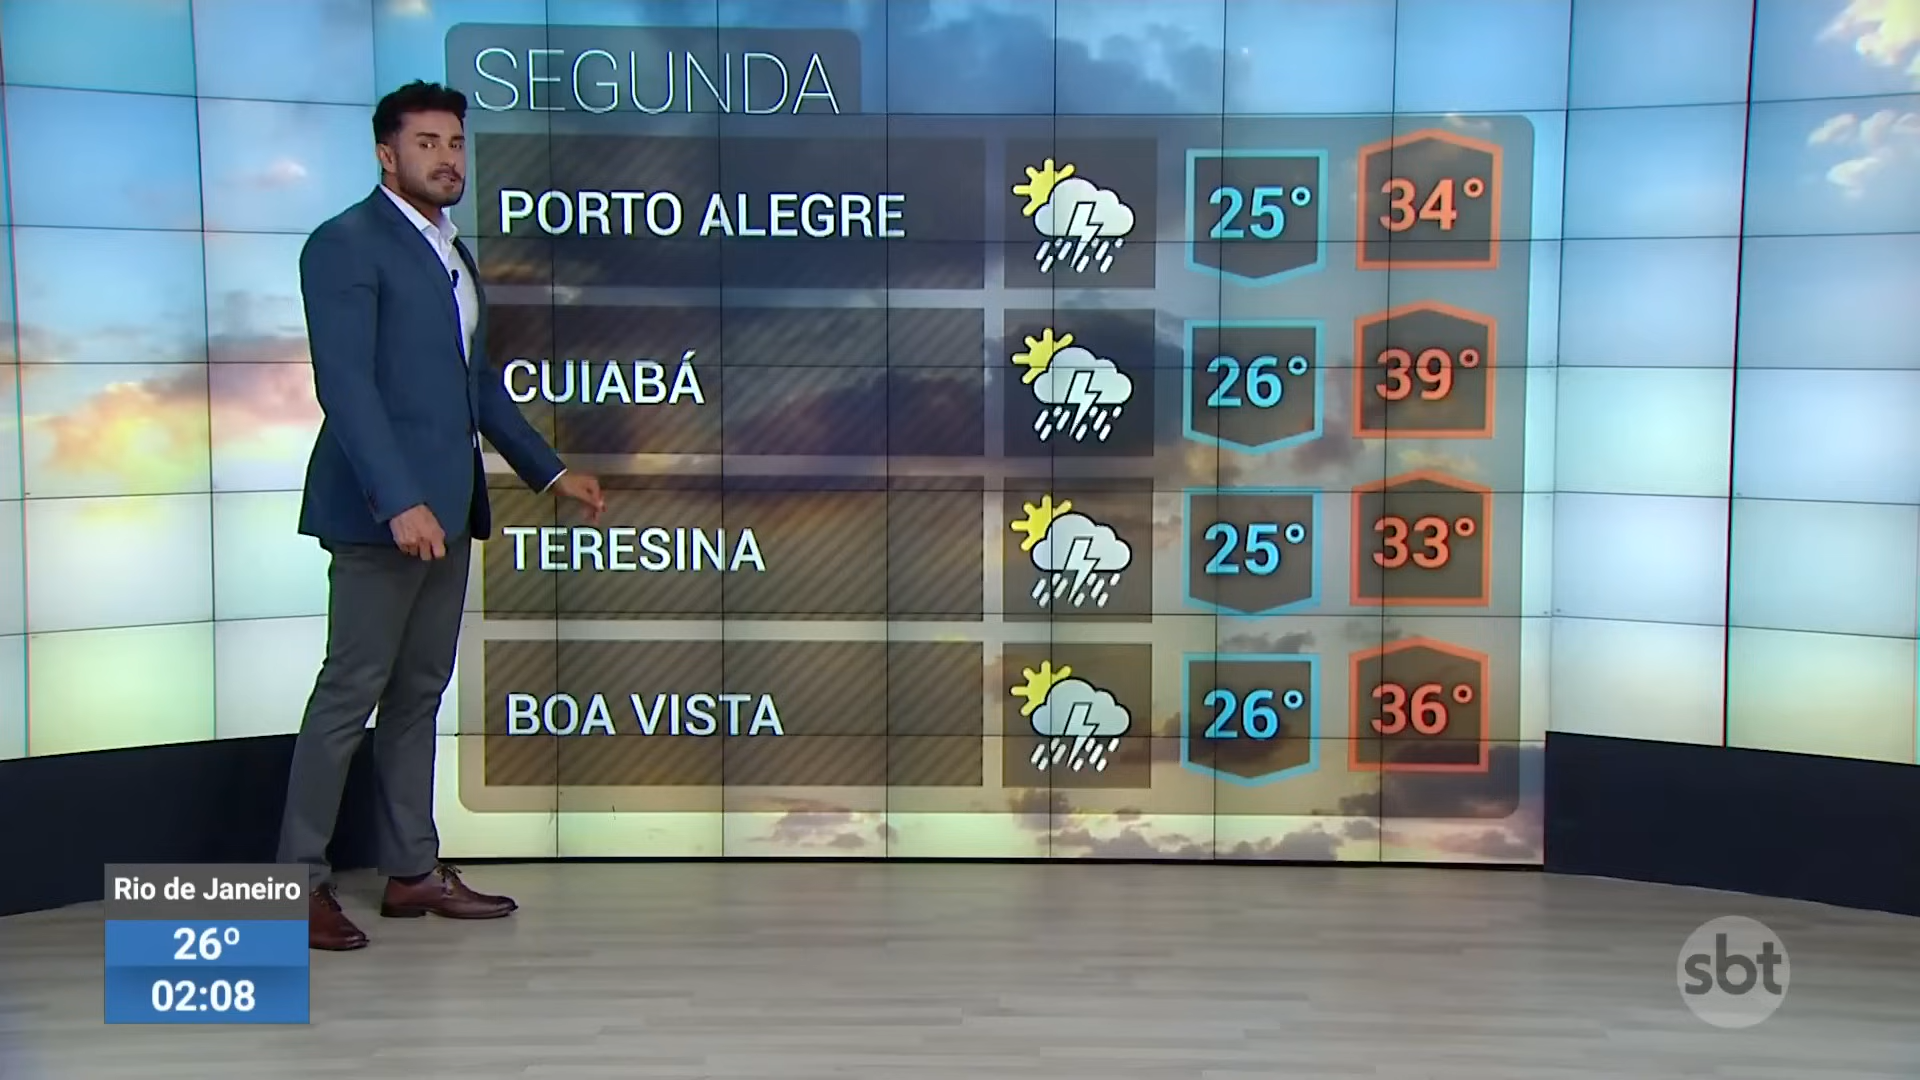 SEGUNDA
PORTO ALEGRE 25° 34°
CUIABÁ 26° 39°
TERESINA 25° 33°
BOA VISTA 26° 36°
Rio de Janeiro
26º
02:08
sbt